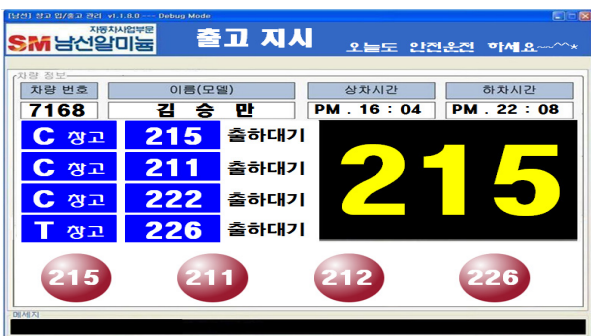 [남선] 창고 입/출고 관리 v1.1.8.0 --- Debug Mode
자동차사업부문
SM 남선알미늄
출고 지시
오늘도 안전운전 하세요~~^^*
차량 정보
차량 번호 이름(모델) 상차시간 하차시간
7168 김 승 만 PM . 16 : 04 PM . 22 : 08
C 창고 215 출하대기
C 창고 211 출하대기
C 창고 222 출하대기
T 창고 226 출하대기
215
215 211 212 226
메세지